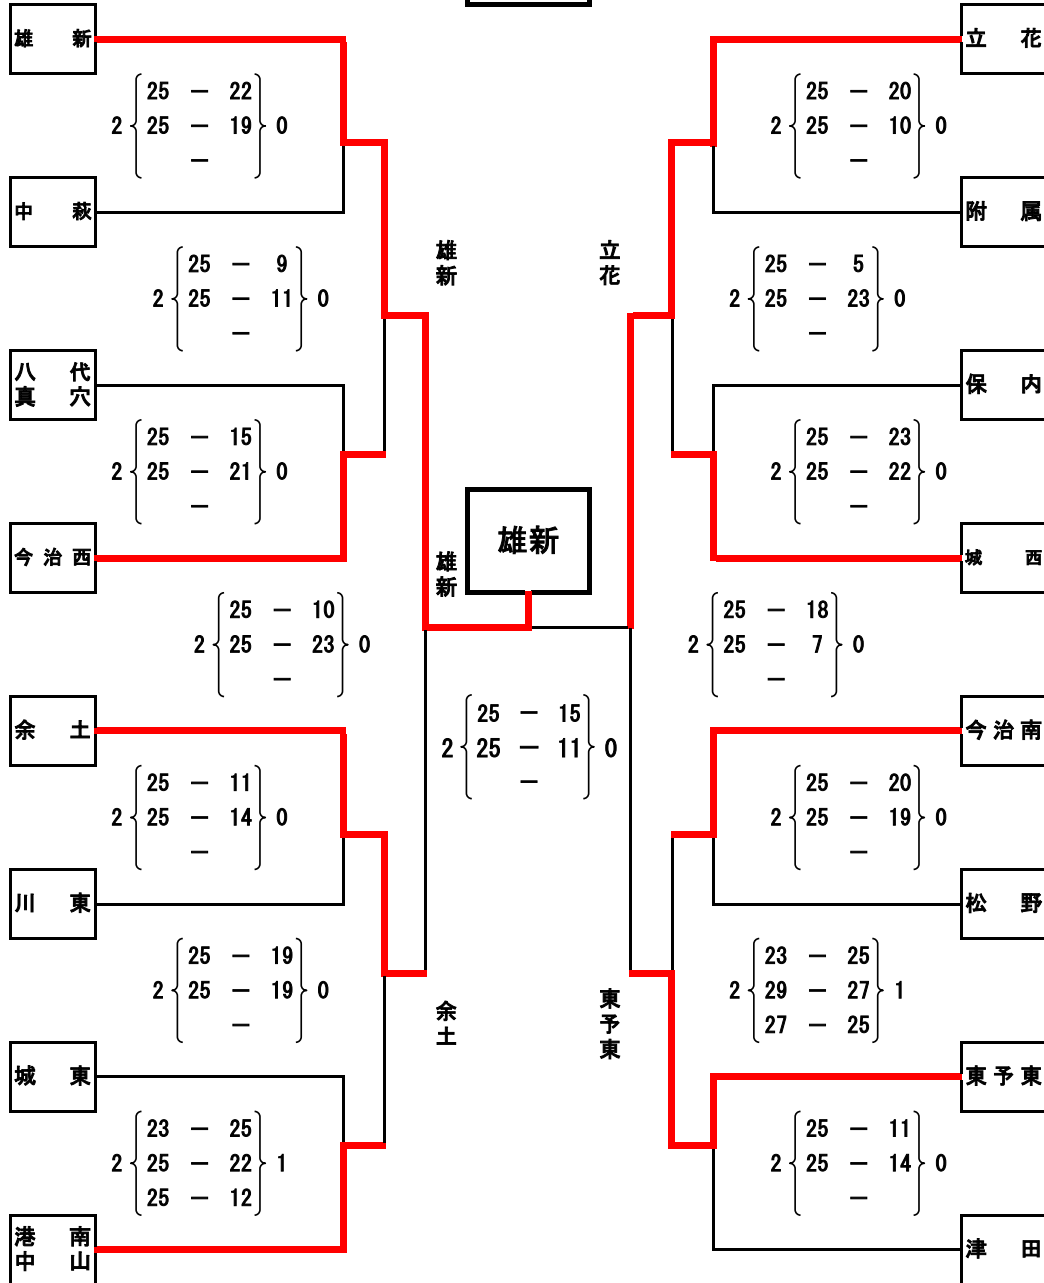 雄 新
25 — 22
2 25 — 19 0
—
中 萩
25 — 9
2 25 — 11 0
—
八 代
真 穴
25 — 15
2 25 — 21 0
—
今 治 西
25 — 10
2 25 — 23 0
—
余 土
25 — 11
2 25 — 14 0
—
川 東
25 — 19
2 25 — 19 0
—
城 東
23 — 25
2 25 — 22 1
25 — 12
港 南
中 山
雄
新
雄
新
余
土
雄新
25 — 15
2 25 — 11 0
—
立
花
東
予
東
立 花
25 — 20
2 25 — 10 0
—
附 属
25 — 5
2 25 — 23 0
—
保 内
25 — 23
2 25 — 22 0
—
城 西
25 — 18
2 25 — 7 0
—
今 治 南
25 — 20
2 25 — 19 0
—
松 野
23 — 25
2 29 — 27 1
27 — 25
東 予 東
25 — 11
2 25 — 14 0
—
津 田